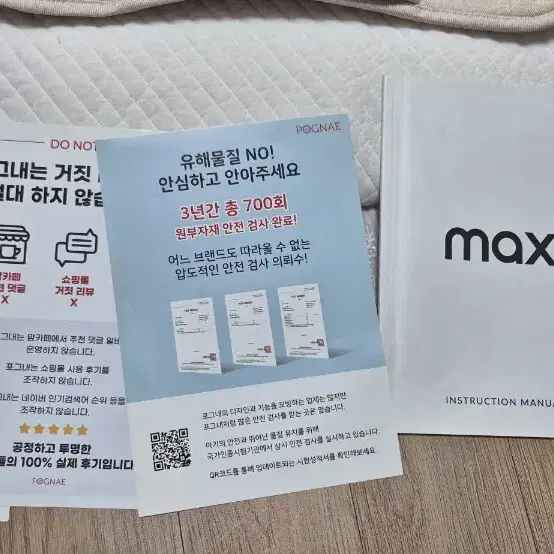 DO NOT
그내는 거짓
절대 하지 않습니
맘카페
천 댓글
X
쇼핑몰
거짓 리뷰
X
그내는 맘카페에서 추천 댓글 알바
운영하지 않습니다.
포그내는 쇼핑몰 사용 후기를
조작하지 않습니다.
내는 네이버 인기검색어 순위 등을
조작하지 않습니다.
공정하고 투명한
들의 100% 실제 후기입니다
POGNAE
POGNAE
유해물질 NO!
안심하고 안아주세요
3년간 총 700회
원부자재 안전 검사 완료!
어느 브랜드도 따라올 수 없는
압도적인 안전 검사 의뢰수!
포그내의 디자인과 기능을 모방하는 업체는 많지만
포그내처럼 많은 안전 검사를 받는 곳은 없습니다.
아기의 안전과 뛰어난 품질 유지를 위해
국가인증시험기관에서 상시 안전 검사를 실시하고 있습니다.
QR코드를 통해 업데이트되는 시험성적서를 확인해보세요.
max
INSTRUCTION MANUA